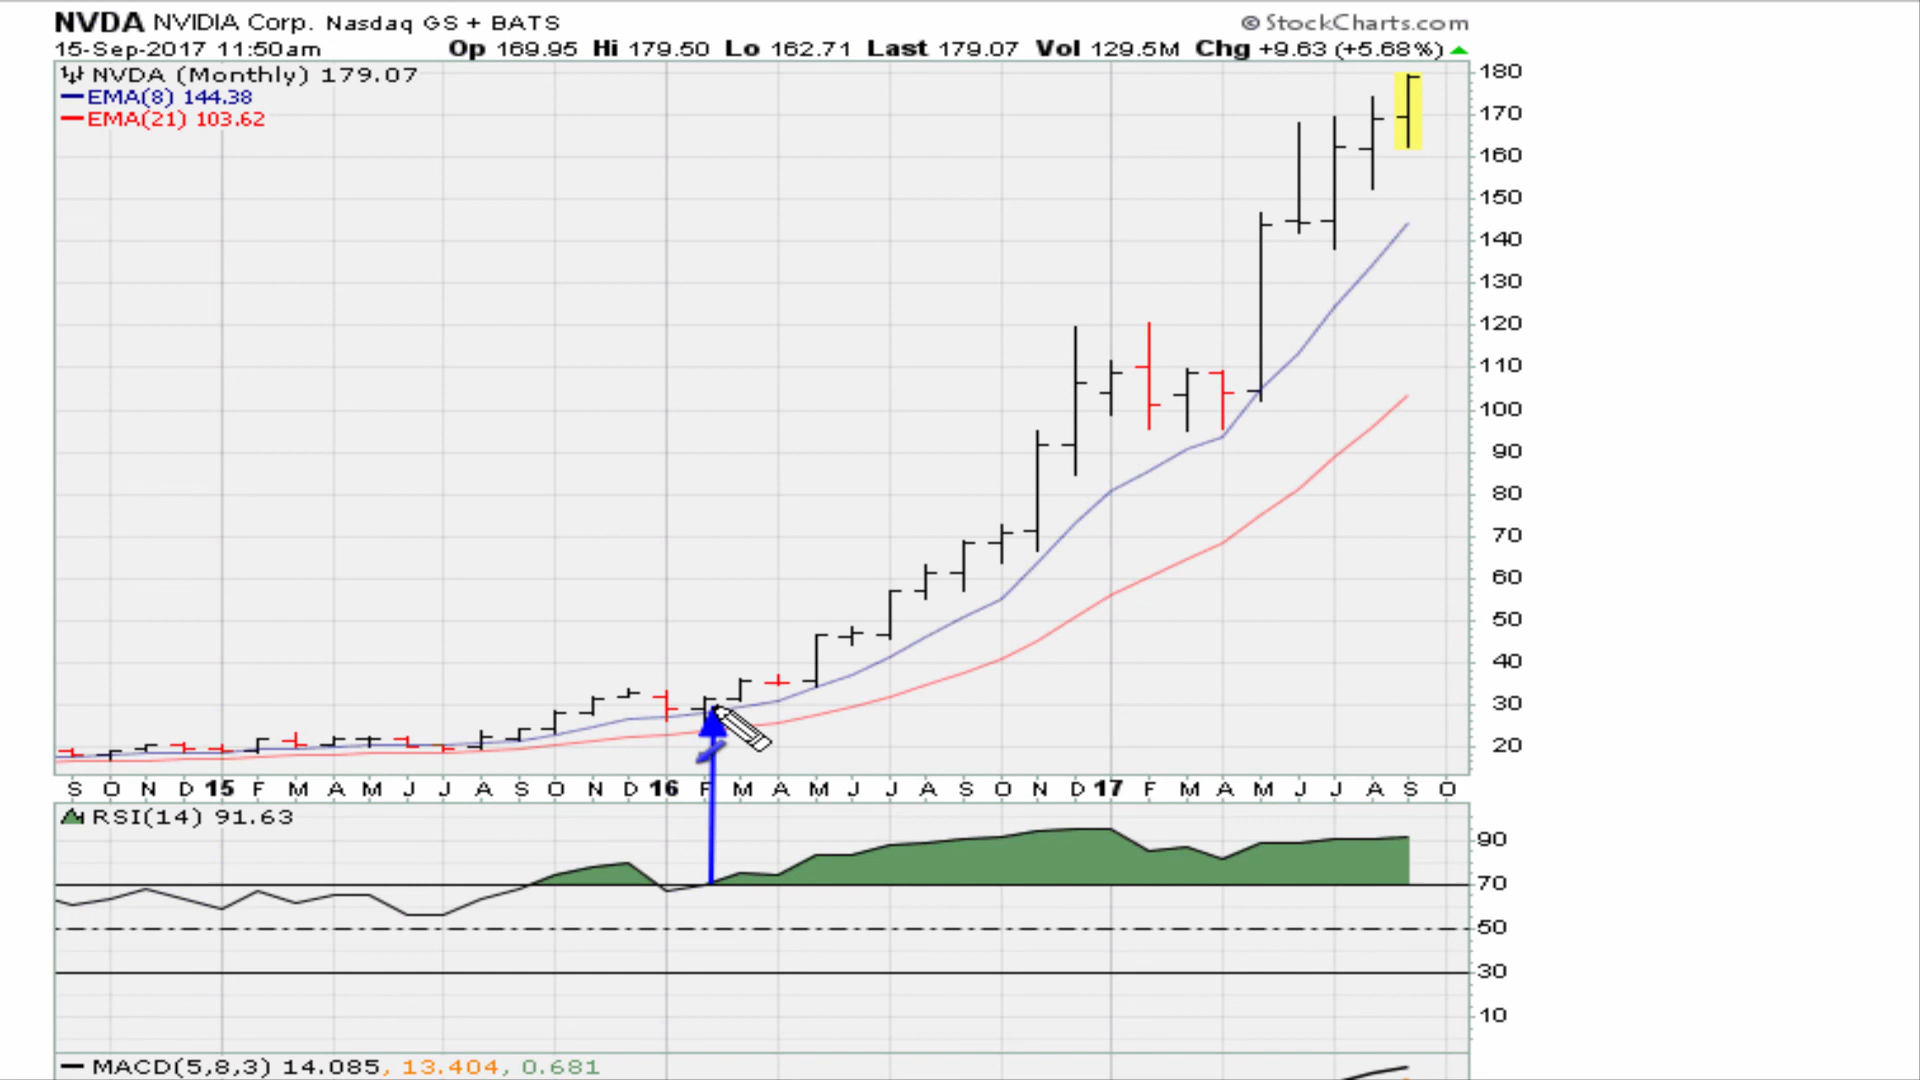 NVDA NVIDIA Corp. Nasdaq GS + BATS © StockCharts.com
15-Sep-2017 11:50am Op 169.95 Hi 179.50 Lo 162.71 Last 179.07 Vol 129.5M Chg +9.63 (+5.68%)
NVDA (Monthly) 179.07
EMA(8) 144.38
EMA(21) 103.62
180
170
160
150
140
130
120
110
100
90
80
70
60
50
40
30
20
S O N D 15 F M A M J J A S O N D 16 F M A M J J A S O N D 17 F M A M J J A S O
RSI(14) 91.63
90
70
50
30
10
MACD(5,8,3) 14.085, 13.404, 0.681